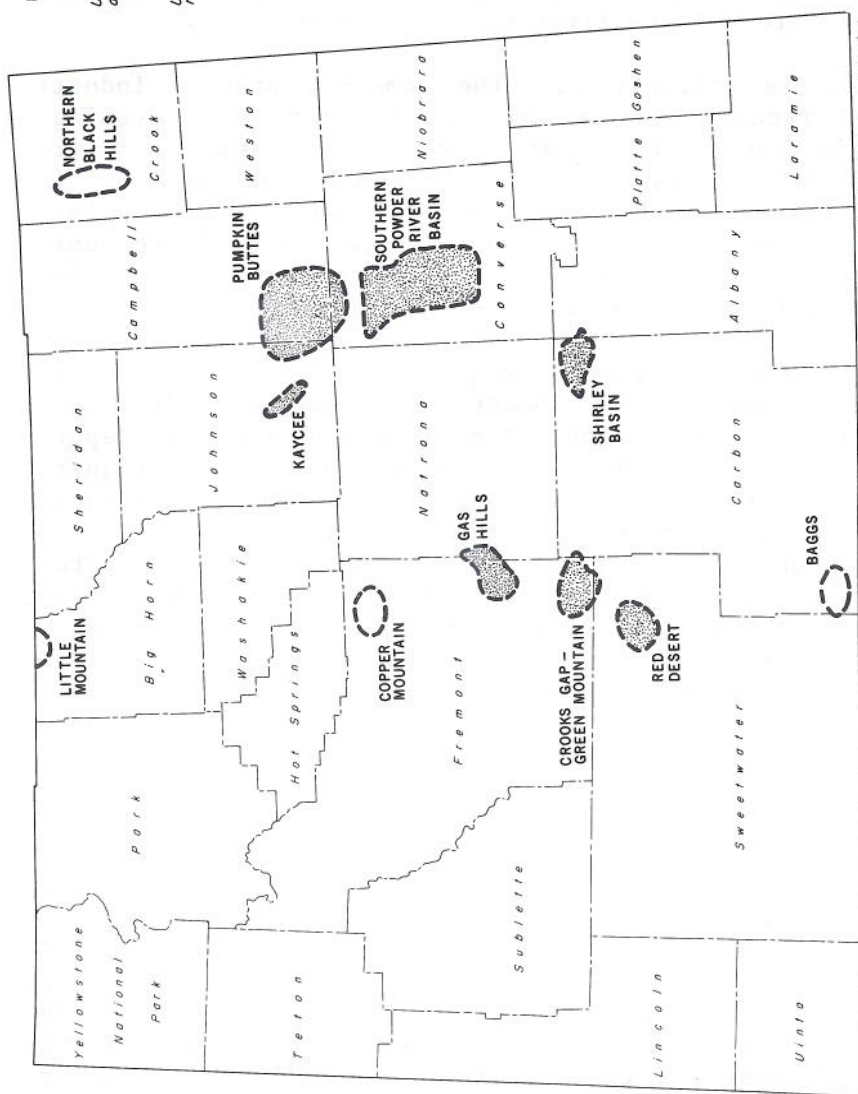 Yellowstone
National
Park
Park
Big Horn
Sheridan
Campbell
Crook
NORTHERN
BLACK
HILLS
LITTLE
MOUNTAIN
Johnson
Washakie
Hot Springs
Teton
Weston
PUMPKIN
BUTTES
KAYCEE
COPPER
MOUNTAIN
Fremont
Natrona
Converse
Niobrara
SOUTHERN
POWDER
RIVER
BASIN
GAS
HILLS
Sublette
CROOKS GAP-
GREEN MOUNTAIN
SHIRLEY
BASIN
Platte
Goshen
RED
DESERT
Lincoln
Sweetwater
Carbon
Albany
Laramie
Uinta
BAGGS